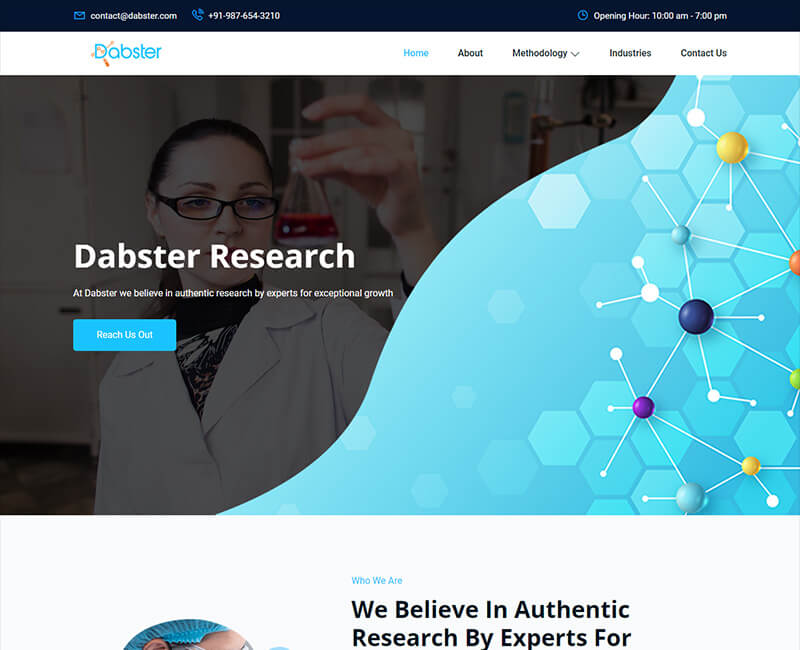 contact@dabster.com
+91-987-654-3210
Opening Hour: 10:00 am - 7:00 pm
Dabster
Home
About
Methodology
Industries
Contact Us
Dabster Research
At Dabster we believe in authentic research by experts for exceptional growth
Reach Us Out
Who We Are
We Believe In Authentic
Research By Experts For